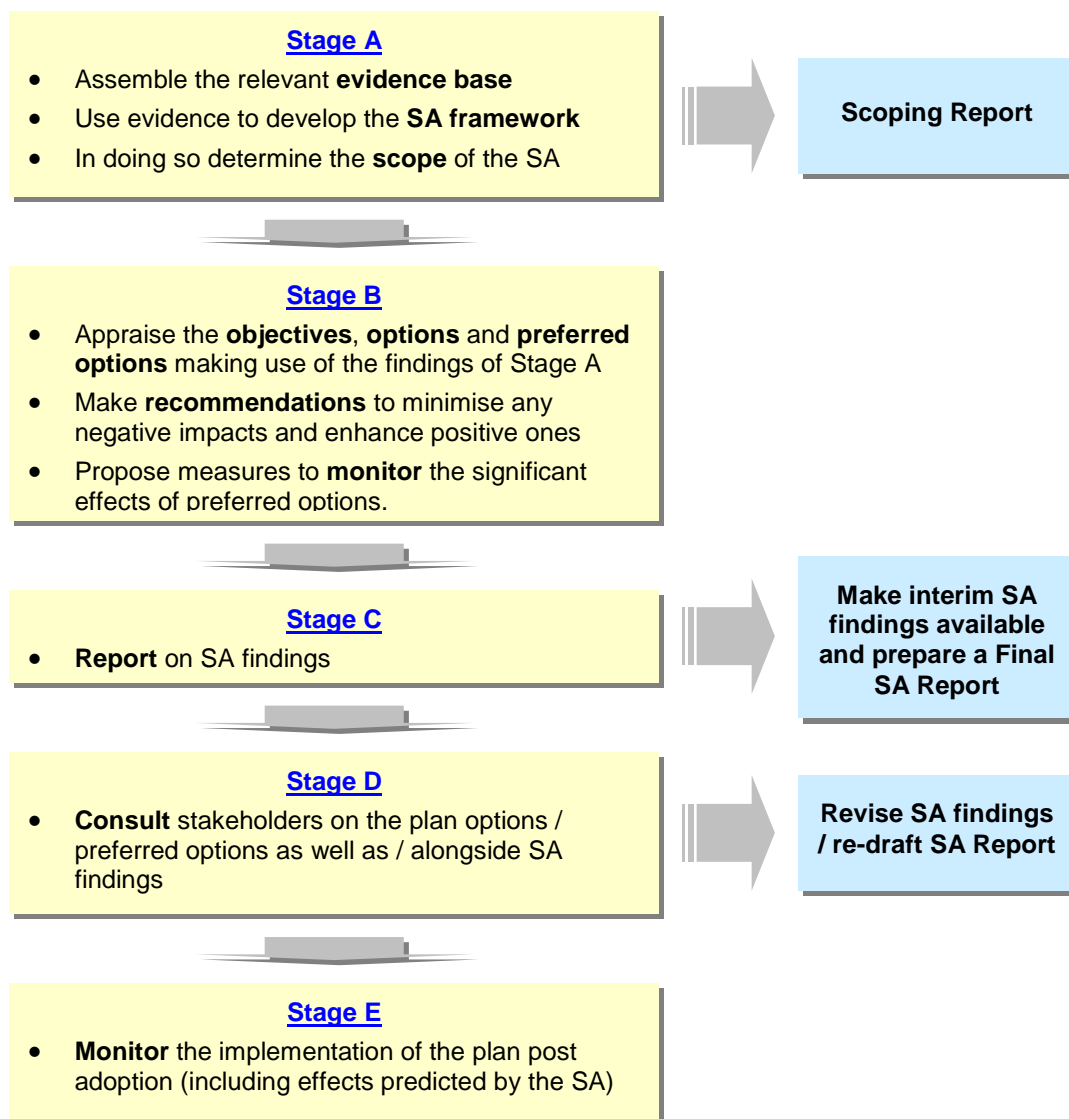 Stage A
• Assemble the relevant evidence base
• Use evidence to develop the SA framework
• In doing so determine the scope of the SA
Scoping Report
Stage B
• Appraise the objectives, options and preferred
options making use of the findings of Stage A
• Make recommendations to minimise any
negative impacts and enhance positive ones
• Propose measures to monitor the significant
effects of preferred options.
Stage C
• Report on SA findings
Make interim SA
findings available
and prepare a Final
SA Report
Stage D
• Consult stakeholders on the plan options /
preferred options as well as / alongside SA
findings
Revise SA findings
/ re-draft SA Report
Stage E
• Monitor the implementation of the plan post
adoption (including effects predicted by the SA)